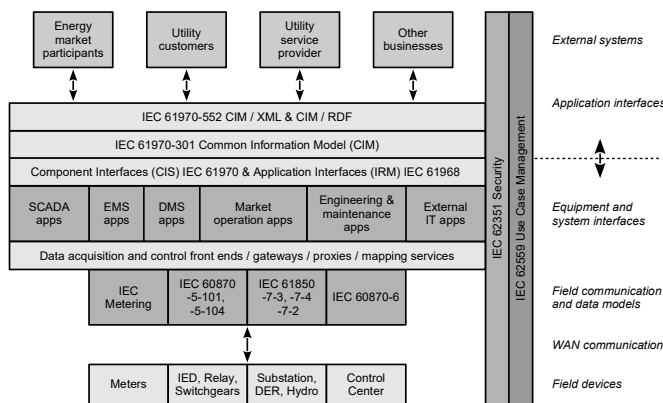 Energy
market
participants
Utility
customers
Utility
service
provider
Other
businesses
External systems
IEC 61970-552 CIM / XML & CIM / RDF
Application interfaces
IEC 61970-301 Common Information Model (CIM)
Component Interfaces (CIS) IEC 61970 & Application Interfaces (IRM) IEC 61968
SCADA
apps
EMS
apps
DMS
apps
Market
operation apps
Engineering &
maintenance
apps
External
IT apps
Equipment and
system interfaces
Data acquisition and control front ends / gateways / proxies / mapping services
IEC
Metering
IEC 60870
-5-101,
-5-104
IEC 61850
-7-3, -7-4
-7-2
IEC 60870-6
Field communication
and data models
WAN communication
Meters
IED, Relay,
Switchgears
Substation,
DER, Hydro
Control
Center
Field devices
IEC 62351 Security
IEC 62559 Use Case Management